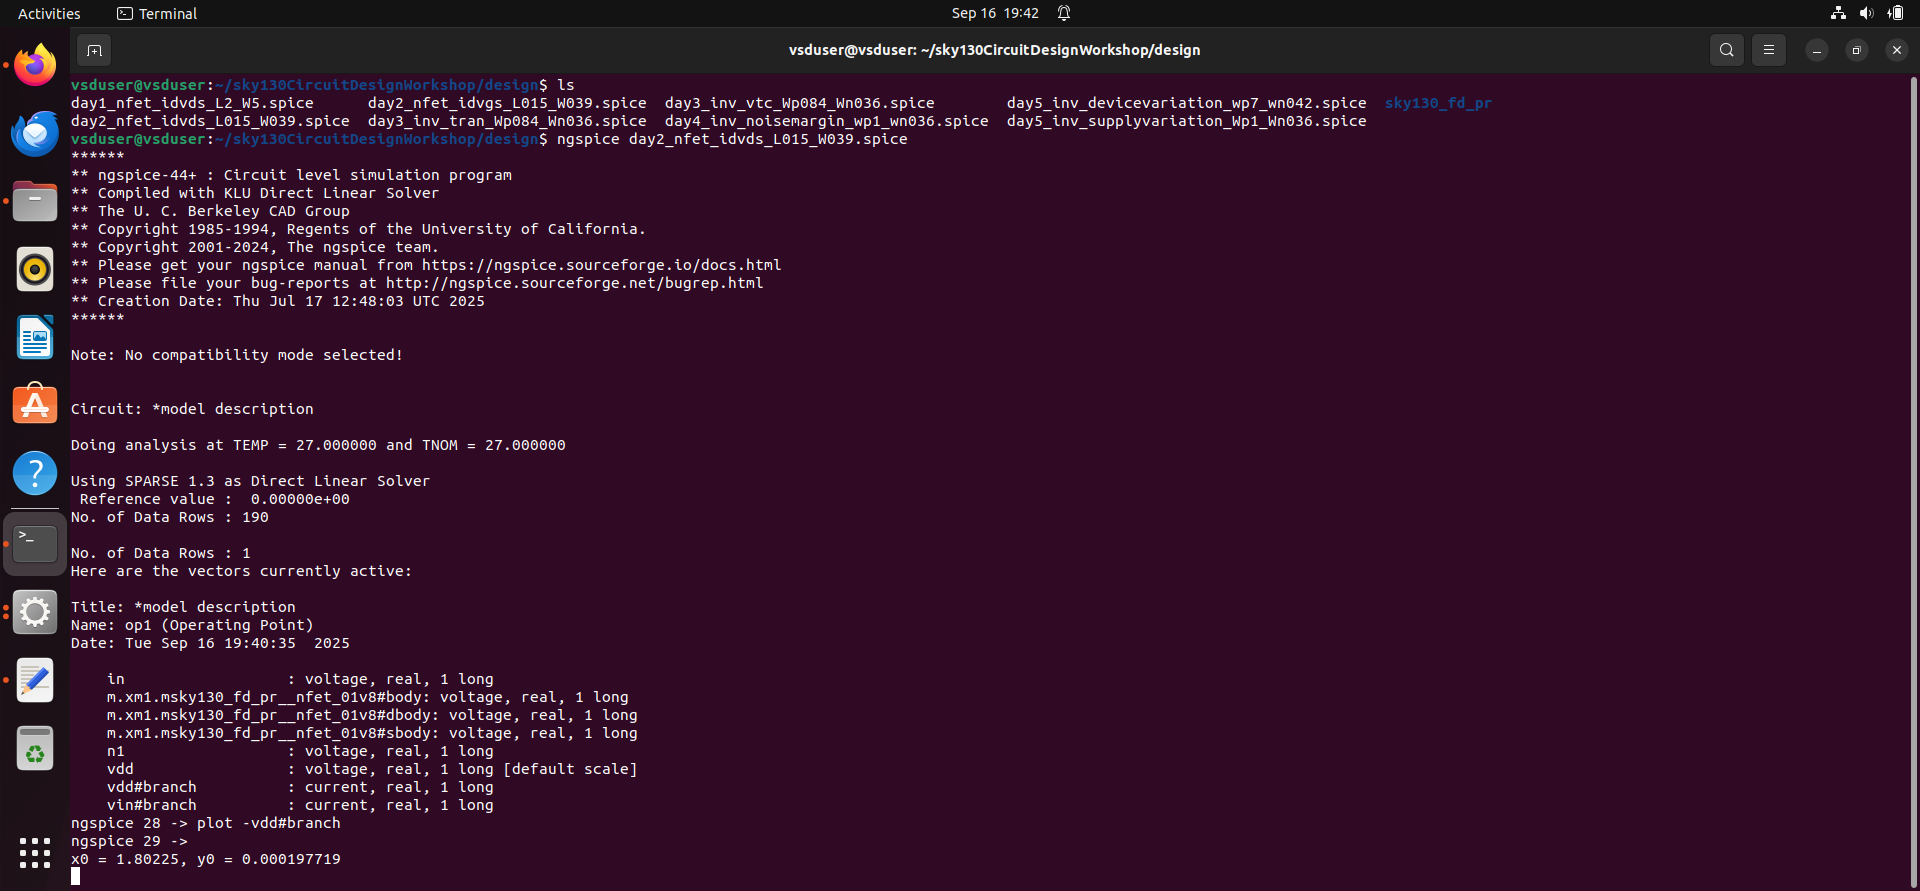 Activities Terminal Sep 16 19:42
vsduser@vsduser: ~/sky130CircuitDesignWorkshop/design
vsduser@vsduser:~/sky130CircuitDesignWorkshop/design$ ls
day1_nfet_idvds_L2_W5.spice day2_nfet_idvgs_L015_W039.spice day3_inv_vtc_Wp084_Wn036.spice day5_inv_devicevariation_wp7_wn042.spice sky130_fd_pr
day2_nfet_idvds_L015_W039.spice day3_inv_tran_Wp084_Wn036.spice day4_inv_noisemargin_wp1_wn036.spice day5_inv_supplyvariation_Wp1_Wn036.spice
vsduser@vsduser:~/sky130CircuitDesignWorkshop/design$ ngspice day2_nfet_idvds_L015_W039.spice
******
** ngspice-44+ : Circuit level simulation program
** Compiled with KLU Direct Linear Solver
** The U. C. Berkeley CAD Group
** Copyright 1985-1994, Regents of the University of California.
** Copyright 2001-2024, The ngspice team.
** Please get your ngspice manual from https://ngspice.sourceforge.io/docs.html
** Please file your bug-reports at http://ngspice.sourceforge.net/bugrep.html
** Creation Date: Thu Jul 17 12:48:03 UTC 2025
******
Note: No compatibility mode selected!
Circuit: *model description
Doing analysis at TEMP = 27.000000 and TNOM = 27.000000
Using SPARSE 1.3 as Direct Linear Solver
Reference value : 0.00000e+00
No. of Data Rows : 190
No. of Data Rows : 1
Here are the vectors currently active:
Title: *model description
Name: op1 (Operating Point)
Date: Tue Sep 16 19:40:35 2025
in : voltage, real, 1 long
m.xm1.msky130_fd_pr__nfet_01v8#body: voltage, real, 1 long
m.xm1.msky130_fd_pr__nfet_01v8#dbody: voltage, real, 1 long
m.xm1.msky130_fd_pr__nfet_01v8#sbody: voltage, real, 1 long
n1 : voltage, real, 1 long
vdd : voltage, real, 1 long [default scale]
vdd#branch : current, real, 1 long
vin#branch : current, real, 1 long
ngspice 28 -> plot -vdd#branch
ngspice 29 ->
x0 = 1.80225, y0 = 0.000197719